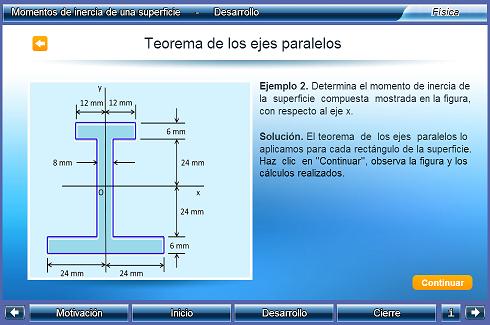 Momentos de inercia de una superficie - Desarrollo Física
Teorema de los ejes paralelos
y
12 mm 12 mm
6 mm
8 mm
24 mm
O x
24 mm
6 mm
24 mm 24 mm
Ejemplo 2. Determina el momento de inercia de
la superficie compuesta mostrada en la figura,
con respecto al eje x.
Solución. El teorema de los ejes paralelos lo
aplicamos para cada rectángulo de la superficie.
Haz clic en "Continuar", observa la figura y los
cálculos realizados.
Continuar
Motivación Inicio Desarrollo Cierre i